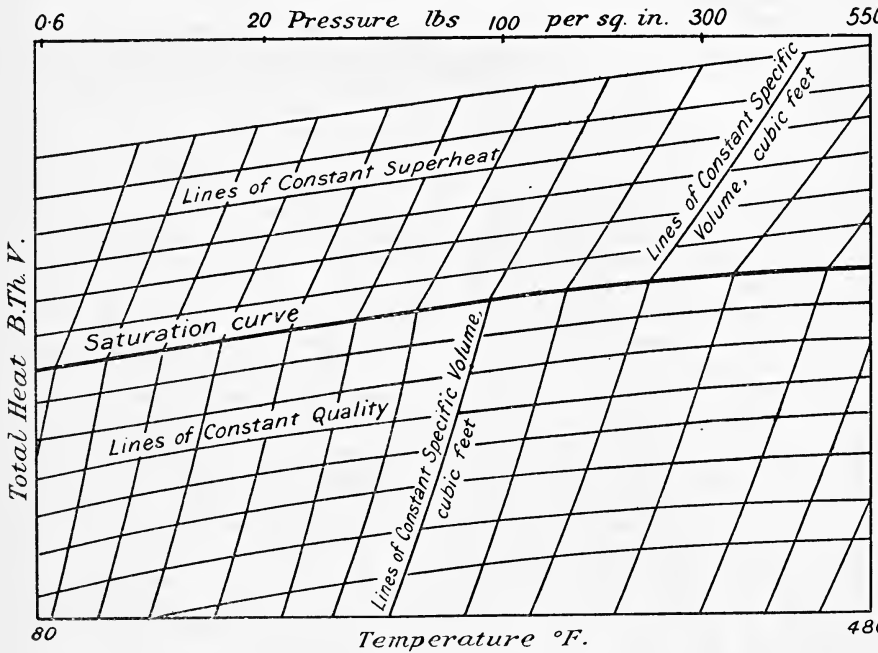 0·6 20 Pressure lbs 100 per sq. in. 300 550
Lines of Constant Specific
Volume, cubic feet
Lines of Constant Superheat
Total Heat B.Th.V.
Saturation curve
Lines of Constant Quality
Lines of Constant Specific Volume,
cubic feet
80 Temperature °F. 480